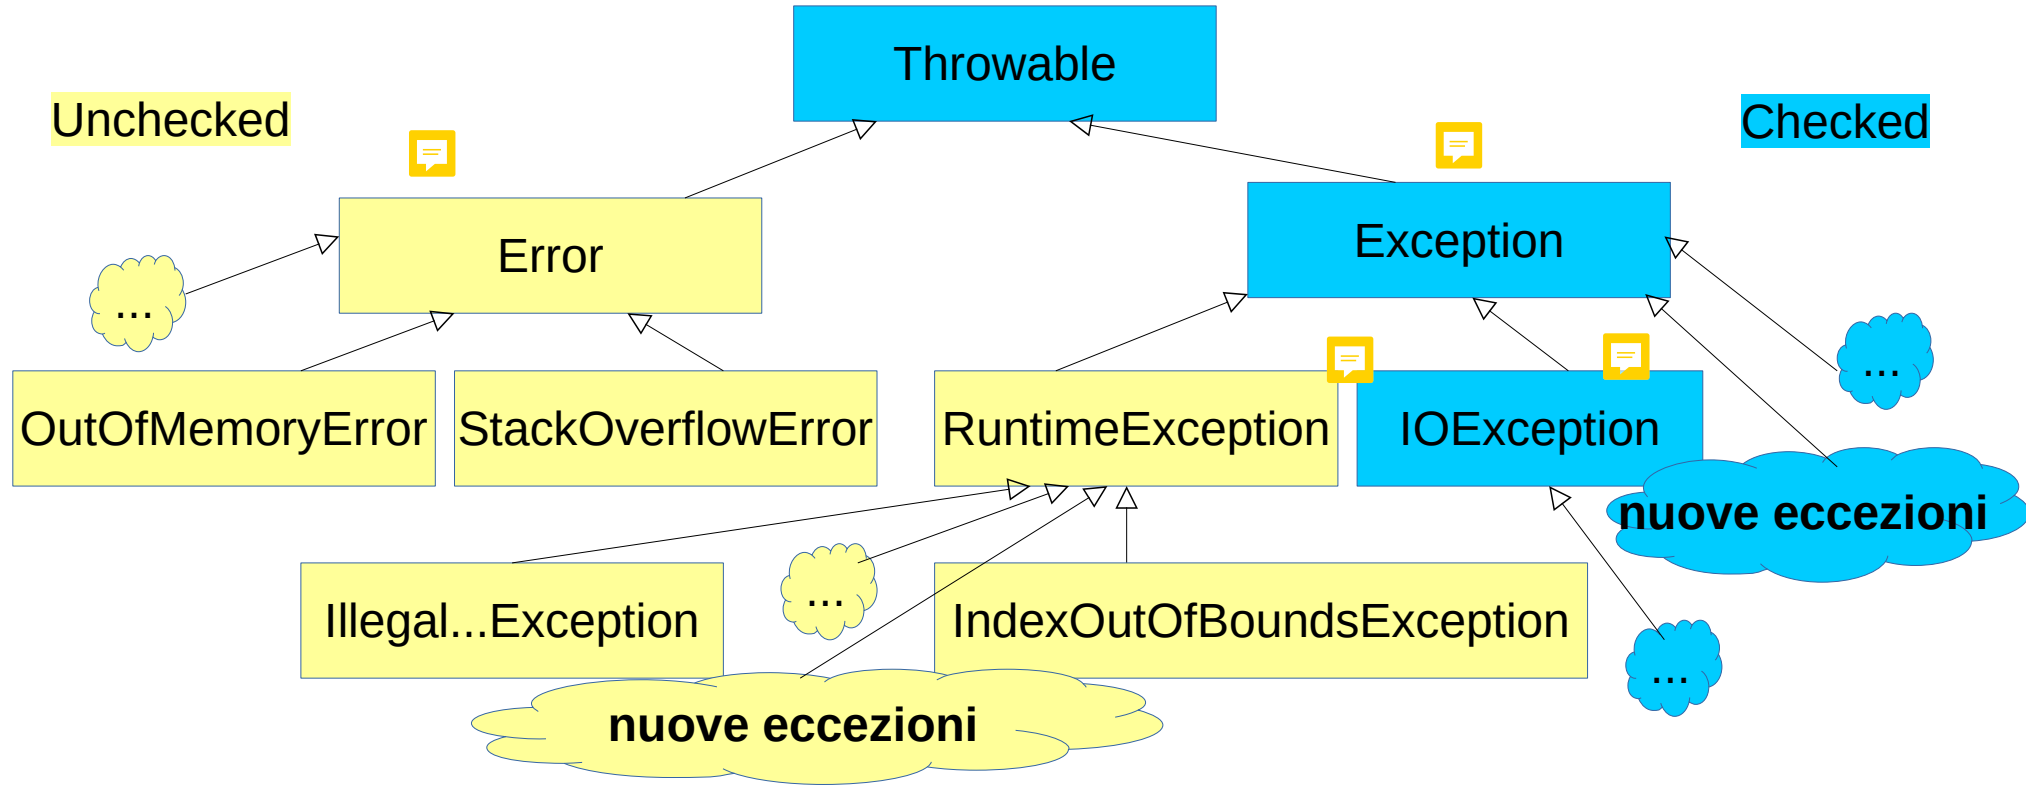 Throwable
Unchecked
Checked
Error
Exception
...
...
OutOfMemoryError
StackOverflowError
RuntimeException
IOException
nuove eccezioni
Illegal...Exception
...
IndexOutOfBoundsException
...
nuove eccezioni